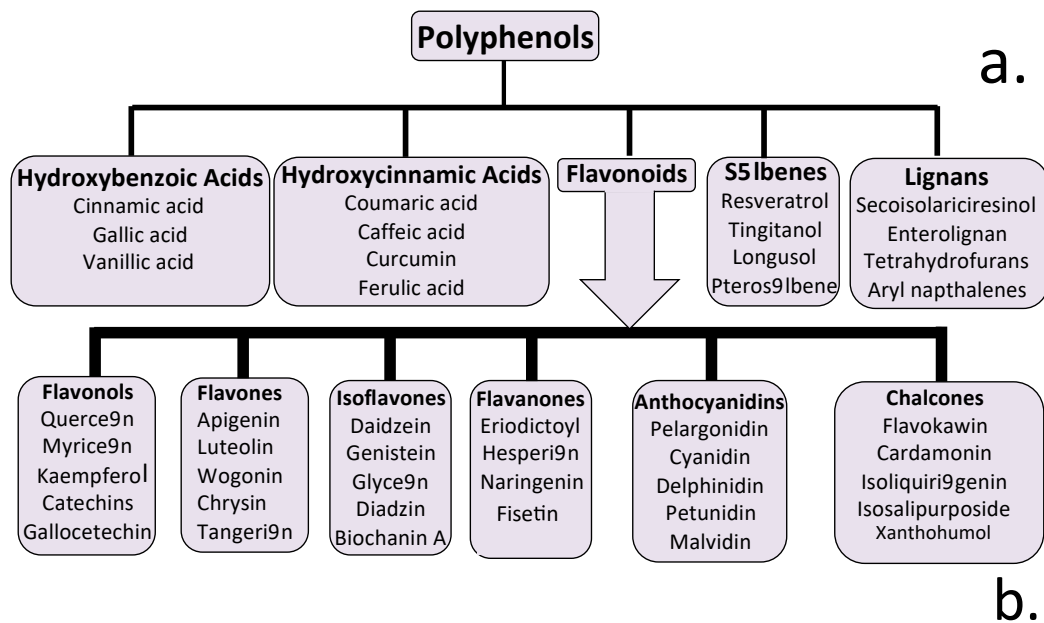 Polyphenols
a.
Hydroxybenzoic Acids
Cinnamic acid
Gallic acid
Vanillic acid
Hydroxycinnamic Acids
Coumaric acid
Caffeic acid
Curcumin
Ferulic acid
Flavonoids
S5lbenes
Resveratrol
Tingitanol
Longusol
Pteros9lbene
Lignans
Secoisolariciresinol
Enterolignan
Tetrahydrofurans
Aryl napthalenes
Flavonols
Querce9n
Myrice9n
Kaempferol
Catechins
Gallocetechin
Flavones
Apigenin
Luteolin
Wogonin
Chrysin
Tangeri9n
Isoflavones
Daidzein
Genistein
Glyce9n
Diadzin
Biochanin A
Flavanones
Eriodictoyl
Hesperi9n
Naringenin
Fisetin
Anthocyanidins
Pelargonidin
Cyanidin
Delphinidin
Petunidin
Malvidin
Chalcones
Flavokawin
Cardamonin
Isoliquiri9genin
Isosalipurposide
Xanthohumol
b.